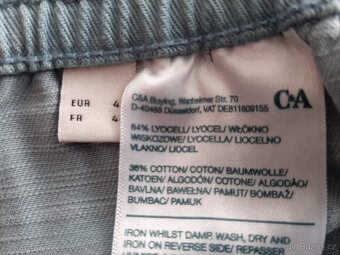 C&A Buying, Wanheimer Str. 70
D-40468 Düsseldorf, VAT DE811809155
C&A
EUR 4
FR 4
64% LYOCELL/ LYOCEL/ WŁÓKNO
WISKOZOWE/ LYOCELLA/ LIOCELNO
VLAKNO/ LIOCEL
36% COTTON/ COTON/ BAUMWOLLE/
KATOEN/ ALGODÓN/ COTONE/ ALGODÃO/
BAVLNA/ BAWEŁNA/ PAMUT/ BOMBAŽ/
BUMBAC/ PAMUK
IRON WHILST DAMP, WASH, DRY AND
IRON ON REVERSE SIDE/ REPASSER